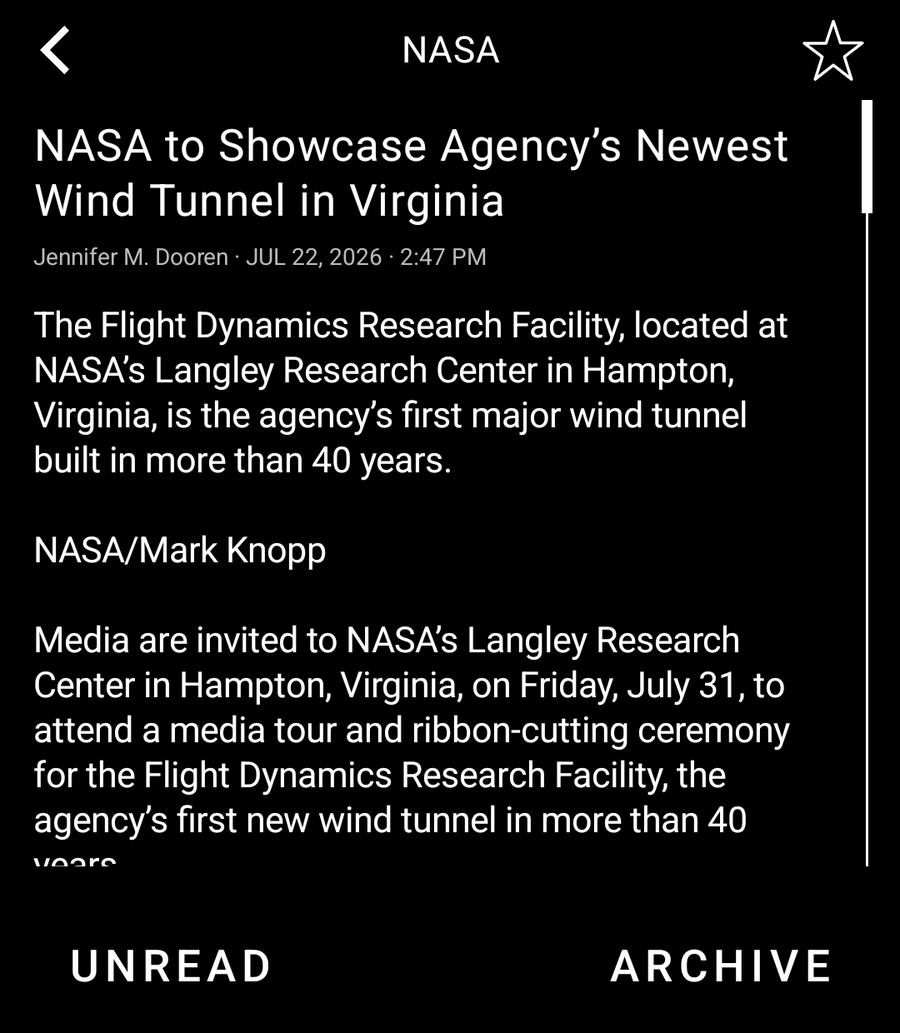 NASA
NASA to Showcase Agency’s Newest
Wind Tunnel in Virginia
Jennifer M. Dooren · JUL 22, 2026 · 2:47 PM
The Flight Dynamics Research Facility, located at
NASA’s Langley Research Center in Hampton,
Virginia, is the agency’s first major wind tunnel
built in more than 40 years.
NASA/Mark Knopp
Media are invited to NASA’s Langley Research
Center in Hampton, Virginia, on Friday, July 31, to
attend a media tour and ribbon-cutting ceremony
for the Flight Dynamics Research Facility, the
agency’s first new wind tunnel in more than 40
years.
UNREAD
ARCHIVE